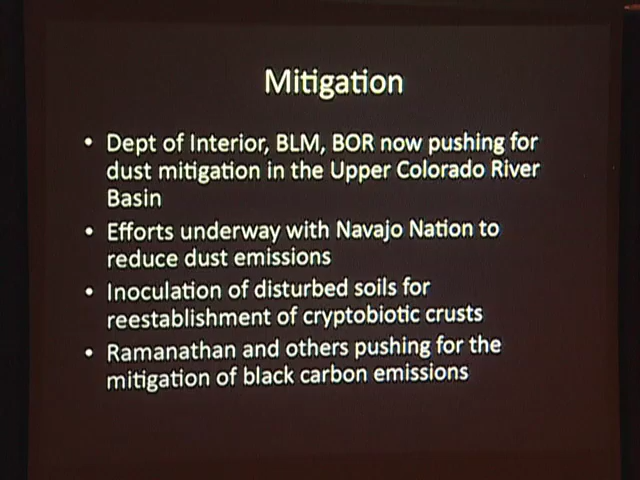 Mitigation
• Dept of Interior, BLM, BOR now pushing for
dust mitigation in the Upper Colorado River
Basin
• Efforts underway with Navajo Nation to
reduce dust emissions
• Inoculation of disturbed soils for
reestablishment of cryptobiotic crusts
• Ramanathan and others pushing for the
mitigation of black carbon emissions